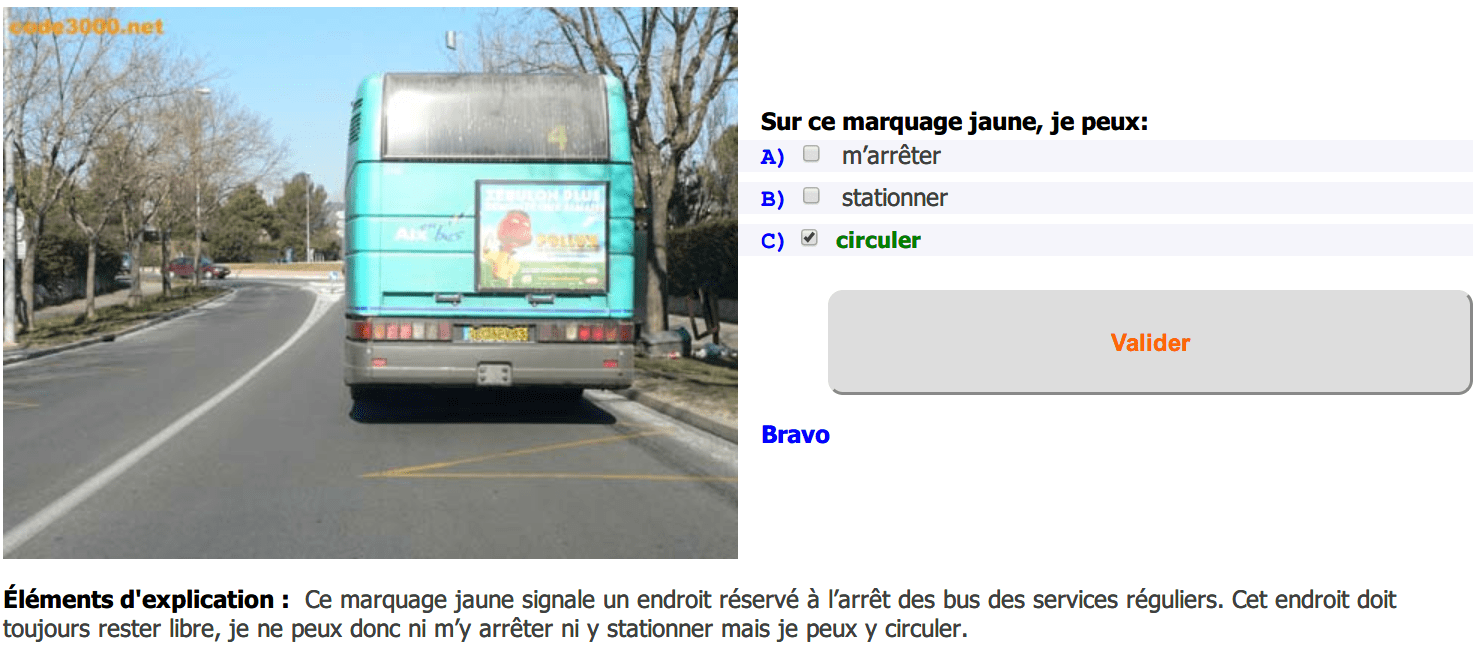 code3000.net
4
ZEBULON PLUS
POLLUX
AIX en bus
Sur ce marquage jaune, je peux:
A) m’arrêter
B) stationner
C) circuler
Valider
Bravo
Éléments d'explication : Ce marquage jaune signale un endroit réservé à l’arrêt des bus des services réguliers. Cet endroit doit
toujours rester libre, je ne peux donc ni m’y arrêter ni y stationner mais je peux y circuler.